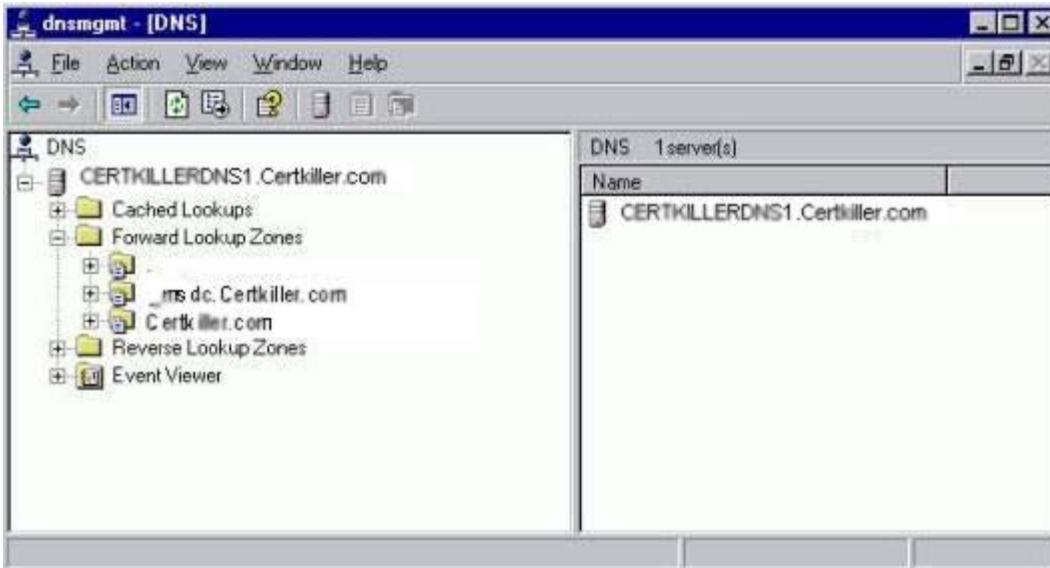 dnsmgmt - [DNS]
File Action View Window Help
DNS
CERTKILLERDNS1.Certkiller.com
Cached Lookups
Forward Lookup Zones
.
_msdc.Certkiller.com
Certkiller.com
Reverse Lookup Zones
Event Viewer
DNS 1 server(s)
Name
CERTKILLERDNS1.Certkiller.com